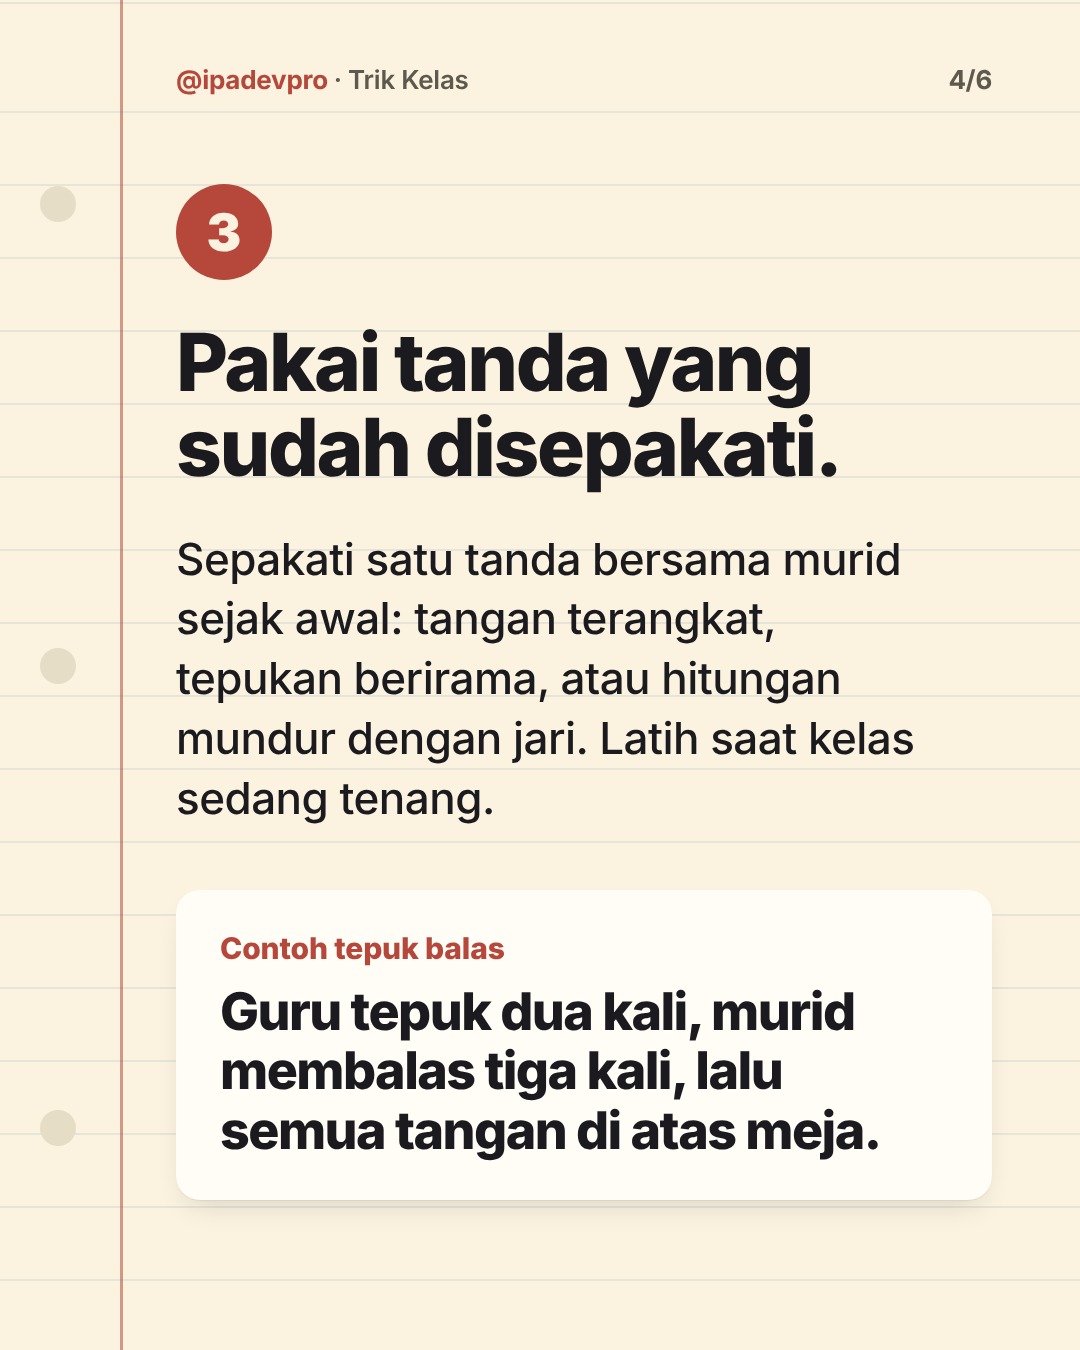 @ipadevpro · Trik Kelas
4/6
3
Pakai tanda yang
sudah disepakati.
Sepakati satu tanda bersama murid
sejak awal: tangan terangkat,
tepukan berirama, atau hitungan
mundur dengan jari. Latih saat kelas
sedang tenang.
Contoh tepuk balas
Guru tepuk dua kali, murid
membalas tiga kali, lalu
semua tangan di atas meja.